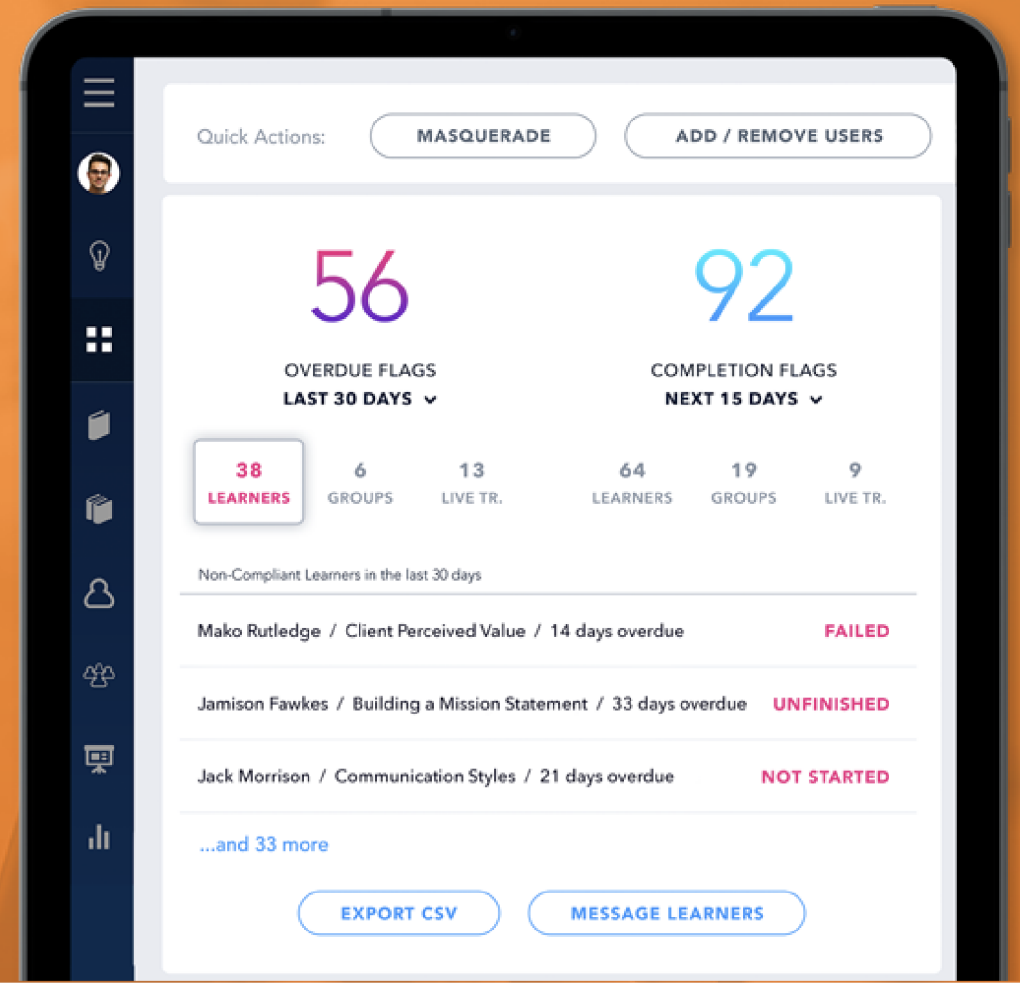 Quick Actions: MASQUERADE ADD / REMOVE USERS
56 92
OVERDUE FLAGS COMPLETION FLAGS
LAST 30 DAYS NEXT 15 DAYS
38 6 13 64 19 9
LEARNERS GROUPS LIVE TR. LEARNERS GROUPS LIVE TR.
Non-Compliant Learners in the last 30 days
Mako Rutledge / Client Perceived Value / 14 days overdue FAILED
Jamison Fawkes / Building a Mission Statement / 33 days overdue UNFINISHED
Jack Morrison / Communication Styles / 21 days overdue NOT STARTED
...and 33 more
EXPORT CSV MESSAGE LEARNERS